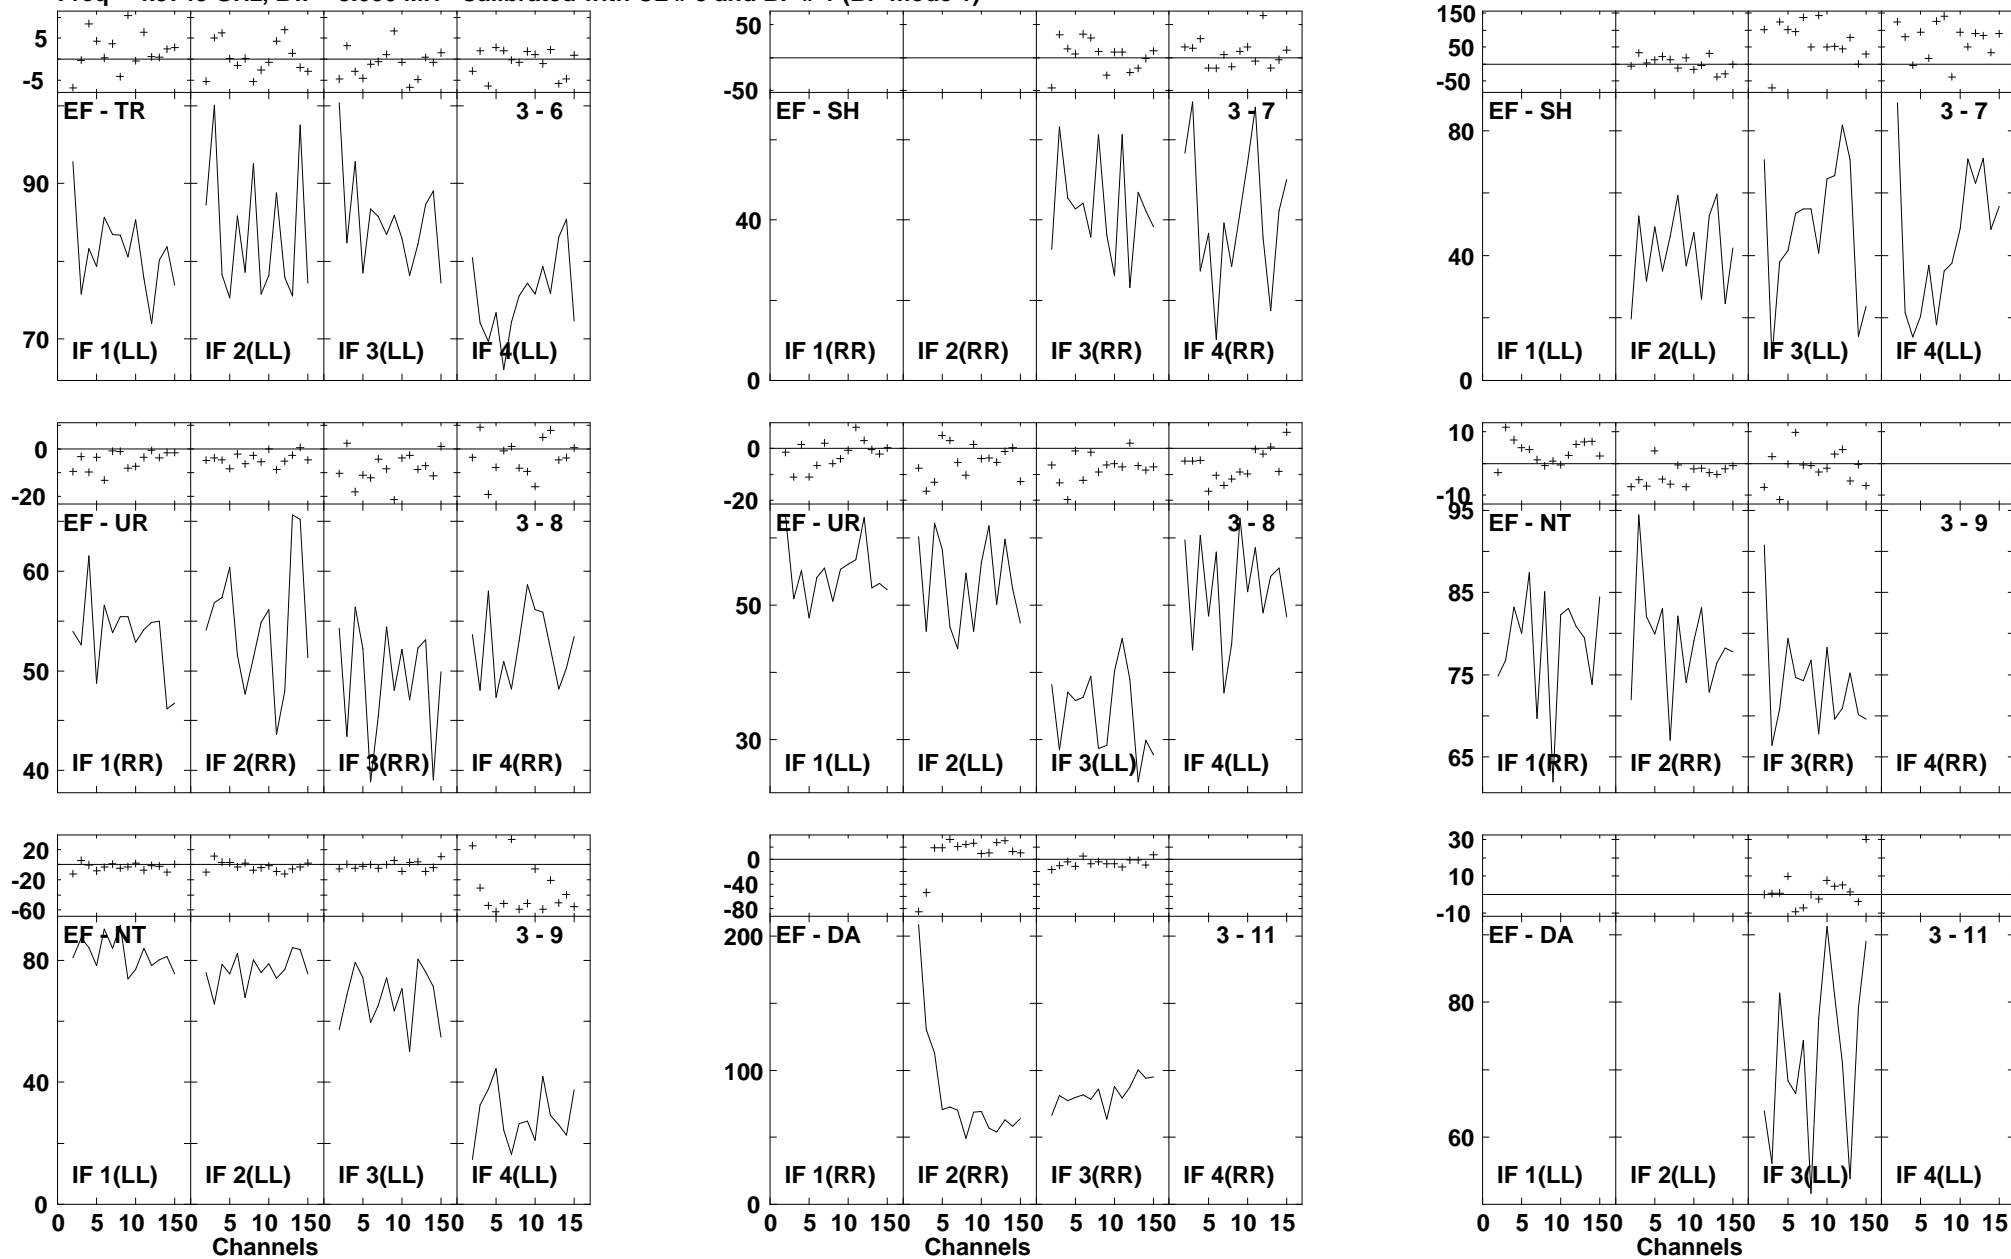 5
-5
EF - TR
3 - 6
90
70
IF 1(LL) IF 2(LL) IF 3(LL) IF 4(LL)
50
-50
EF - SH
3 - 7
40
0
IF 1(RR) IF 2(RR) IF 3(RR) IF 4(RR)
150
50
-50
EF - SH
3 - 7
80
40
0
IF 1(LL) IF 2(LL) IF 3(LL) IF 4(LL)
0
-20
EF - UR
3 - 8
60
50
40
IF 1(RR) IF 2(RR) IF 3(RR) IF 4(RR)
0
-20
EF - UR
3 - 8
50
30
IF 1(LL) IF 2(LL) IF 3(LL) IF 4(LL)
10
-10
95
EF - NT
3 - 9
85
75
65
IF 1(RR) IF 2(RR) IF 3(RR) IF 4(RR)
20
-20
-60
EF - NT
3 - 9
80
40
0
IF 1(LL) IF 2(LL) IF 3(LL) IF 4(LL)
0 5 10 150 5 10 150 5 10 150 5 10 15
Channels
0
-40
-80
EF - DA
3 - 11
200
100
0
IF 1(RR) IF 2(RR) IF 3(RR) IF 4(RR)
0 5 10 150 5 10 150 5 10 150 5 10 15
Channels
30
10
-10
EF - DA
3 - 11
80
60
IF 1(LL) IF 2(LL) IF 3(LL) IF 4(LL)
0 5 10 150 5 10 150 5 10 150 5 10 15
Channels